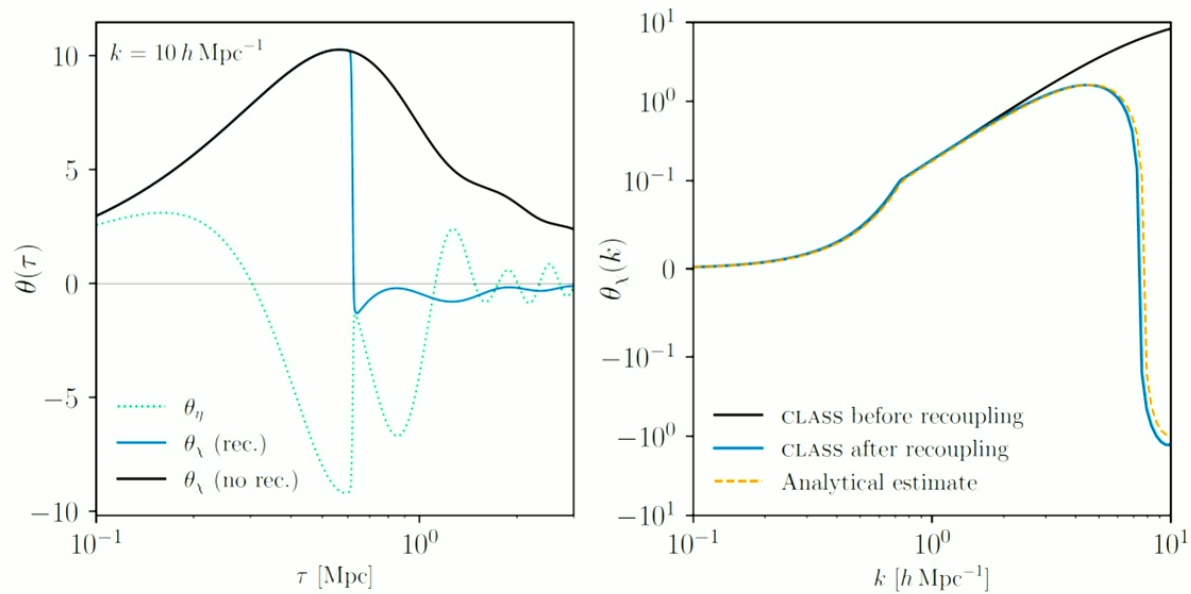 k = 10 h Mpc⁻¹
10
5
0
−5
−10
θ(τ)
θ_η
θ_χ (rec.)
θ_χ (no rec.)
10⁻¹
10⁰
τ [Mpc]
10¹
10⁰
10⁻¹
0
−10⁻¹
−10⁰
−10¹
θ_χ(k)
CLASS before recoupling
CLASS after recoupling
Analytical estimate
10⁻¹
10⁰
10¹
k [h Mpc⁻¹]